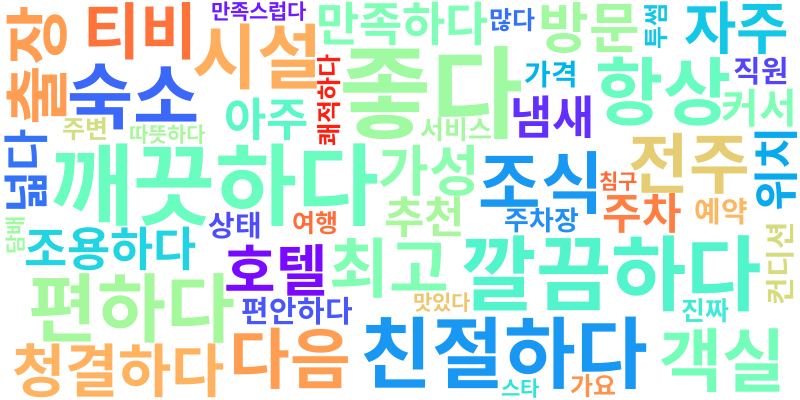 출장
티비
시설
만족스럽다
만족하다
많다
방문
투썸
자주
숙소
쾌적하다
좋다
가격
항상
직원
커서
주변
따뜻하다
아주
서비스
냄새
넓다
깨끗하다
가성
조식
침구
전주
위치
담배
조용하다
상태
여행
추천
주차장
주차
예약
컨디션
호텔
최고
깔끔하다
편하다
편안하다
맛있다
진짜
청결하다
다음
친절하다
스타
가요
객실